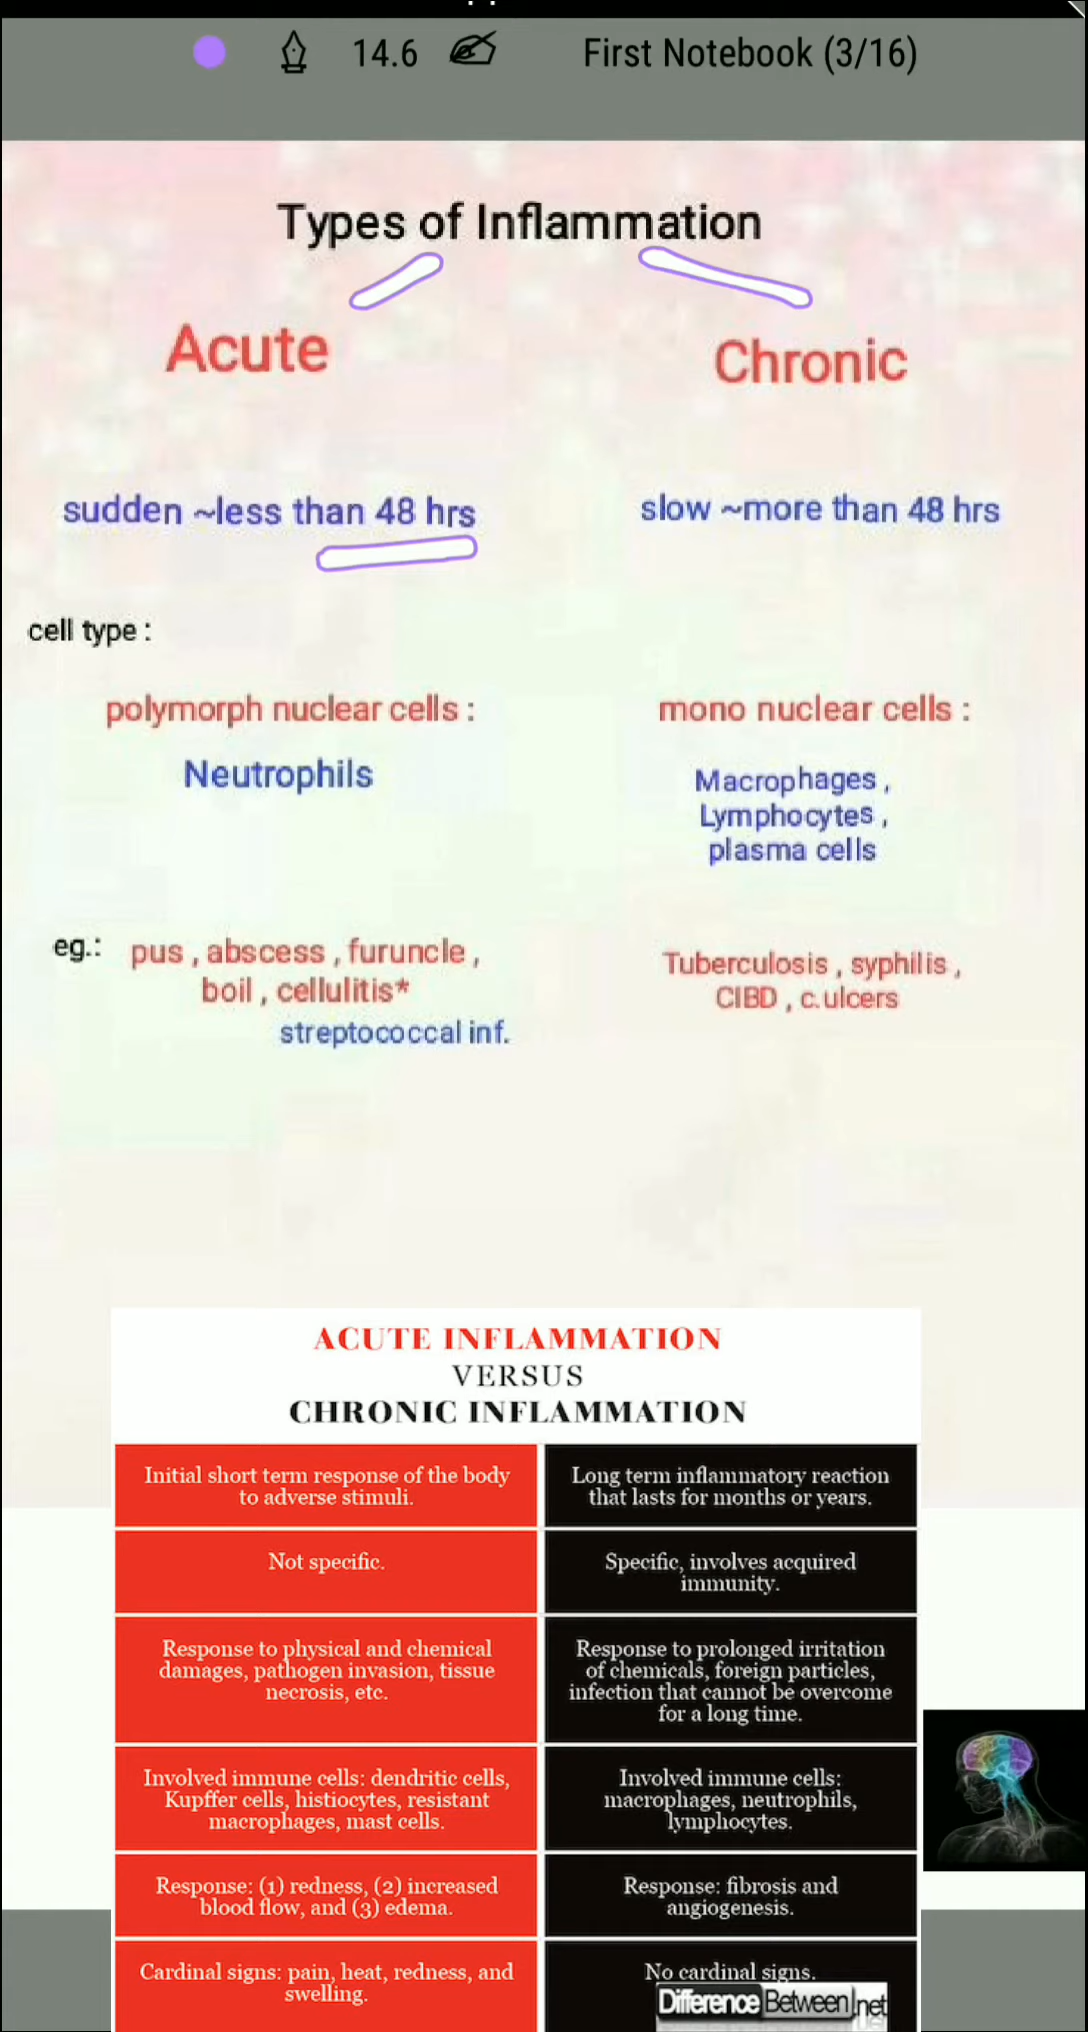 14.6 First Notebook (3/16)
Types of Inflammation
Acute
Chronic
sudden ~less than 48 hrs
slow ~more than 48 hrs
cell type :
polymorph nuclear cells :
mono nuclear cells :
Neutrophils
Macrophages ,
Lymphocytes ,
plasma cells
eg.: pus , abscess , furuncle ,
boil , cellulitis*
streptococcal inf.
Tuberculosis , syphilis ,
CIBD , c.ulcers
ACUTE INFLAMMATION
VERSUS
CHRONIC INFLAMMATION
Initial short term response of the body
to adverse stimuli.
Long term inflammatory reaction
that lasts for months or years.
Not specific.
Specific, involves acquired
immunity.
Response to physical and chemical
damages, pathogen invasion, tissue
necrosis, etc.
Response to prolonged irritation
of chemicals, foreign particles,
infection that cannot be overcome
for a long time.
Involved immune cells: dendritic cells,
Kupffer cells, histiocytes, resistant
macrophages, mast cells.
Involved immune cells:
macrophages, neutrophils,
lymphocytes.
Response: (1) redness, (2) increased
blood flow, and (3) edema.
Response: fibrosis and
angiogenesis.
Cardinal signs: pain, heat, redness, and
swelling.
No cardinal signs.
Difference Between.net